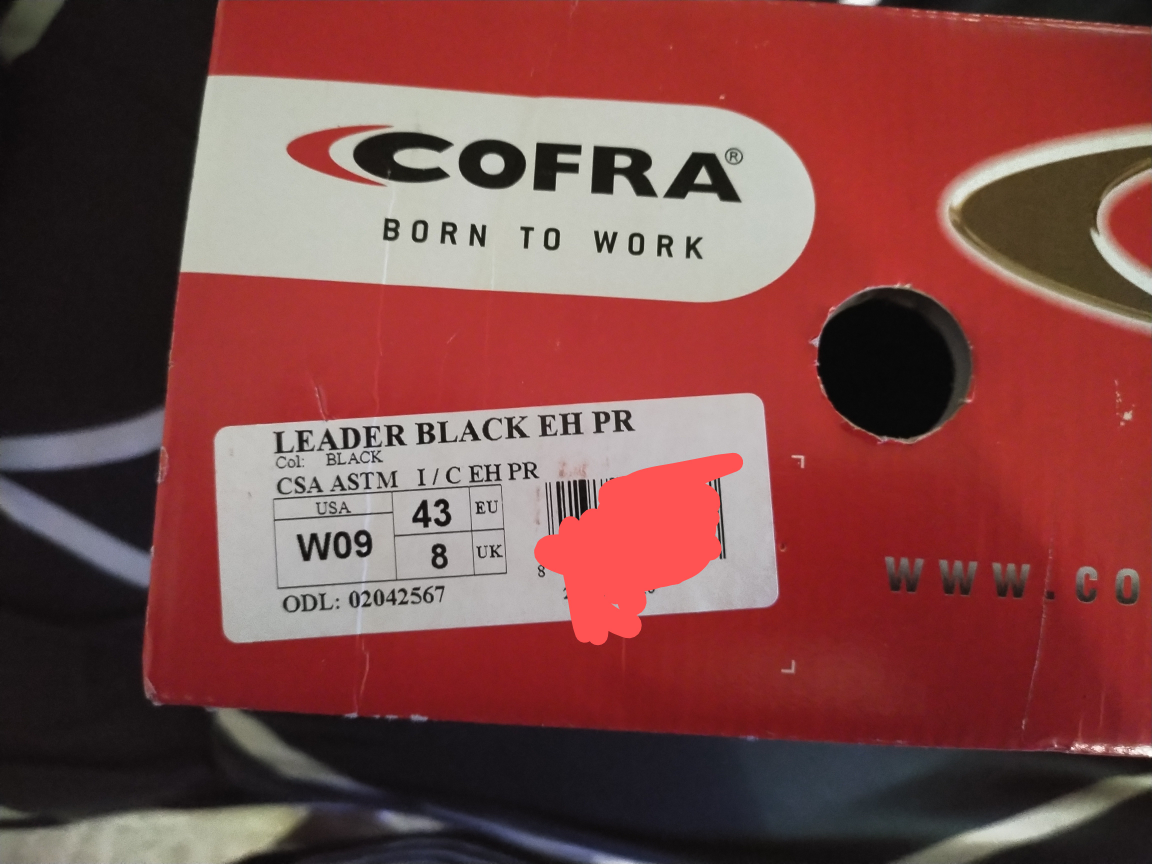 COFRA®
BORN TO WORK
LEADER BLACK EH PR
Col: BLACK
CSA ASTM I / C EH PR
USA
W09
43 EU
8 UK
ODL: 02042567
8
WWW.CO